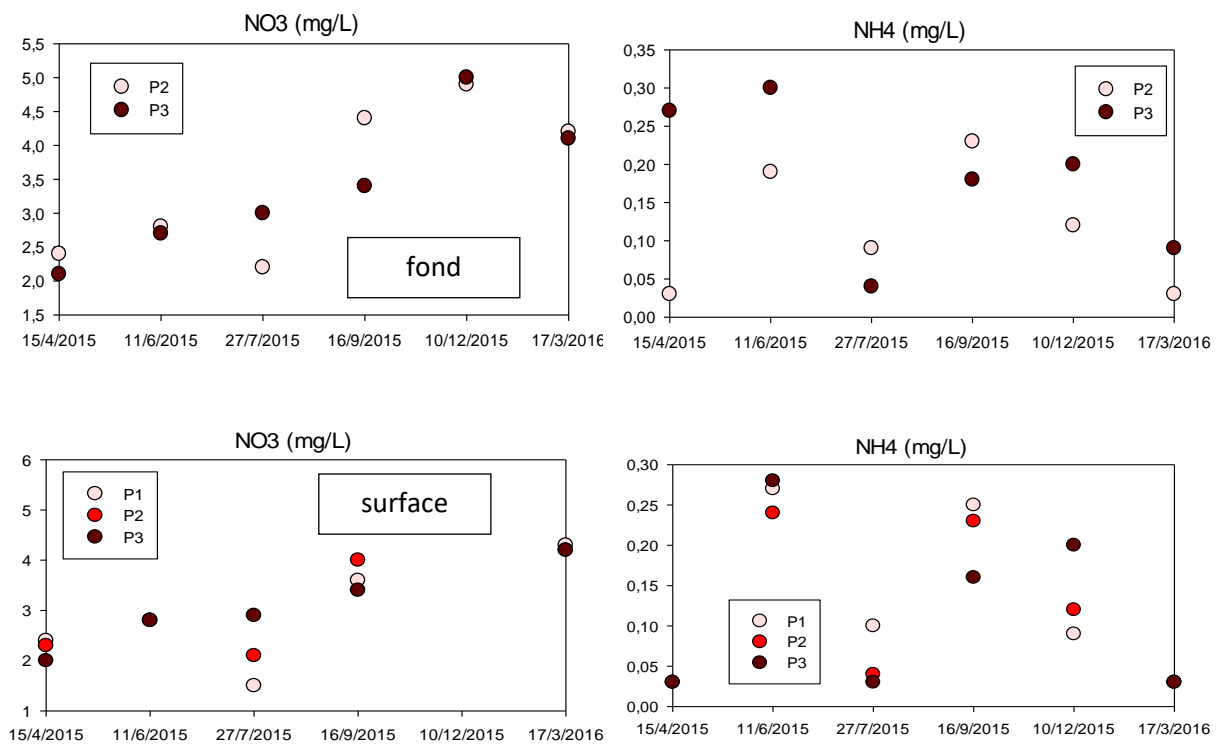 NO3 (mg/L)
5,5
5,0
4,5
4,0
3,5
3,0
2,5
2,0
1,5
P2
P3
fond
15/4/2015 11/6/2015 27/7/2015 16/9/2015 10/12/2015 17/3/2016
NH4 (mg/L)
0,35
0,30
0,25
0,20
0,15
0,10
0,05
0,00
P2
P3
15/4/2015 11/6/2015 27/7/2015 16/9/2015 10/12/2015 17/3/2016
NO3 (mg/L)
6
5
4
3
2
1
P1
P2
P3
surface
15/4/2015 11/6/2015 27/7/2015 16/9/2015 10/12/2015 17/3/2016
NH4 (mg/L)
0,30
0,25
0,20
0,15
0,10
0,05
0,00
P1
P2
P3
15/4/2015 11/6/2015 27/7/2015 16/9/2015 10/12/2015 17/3/2016